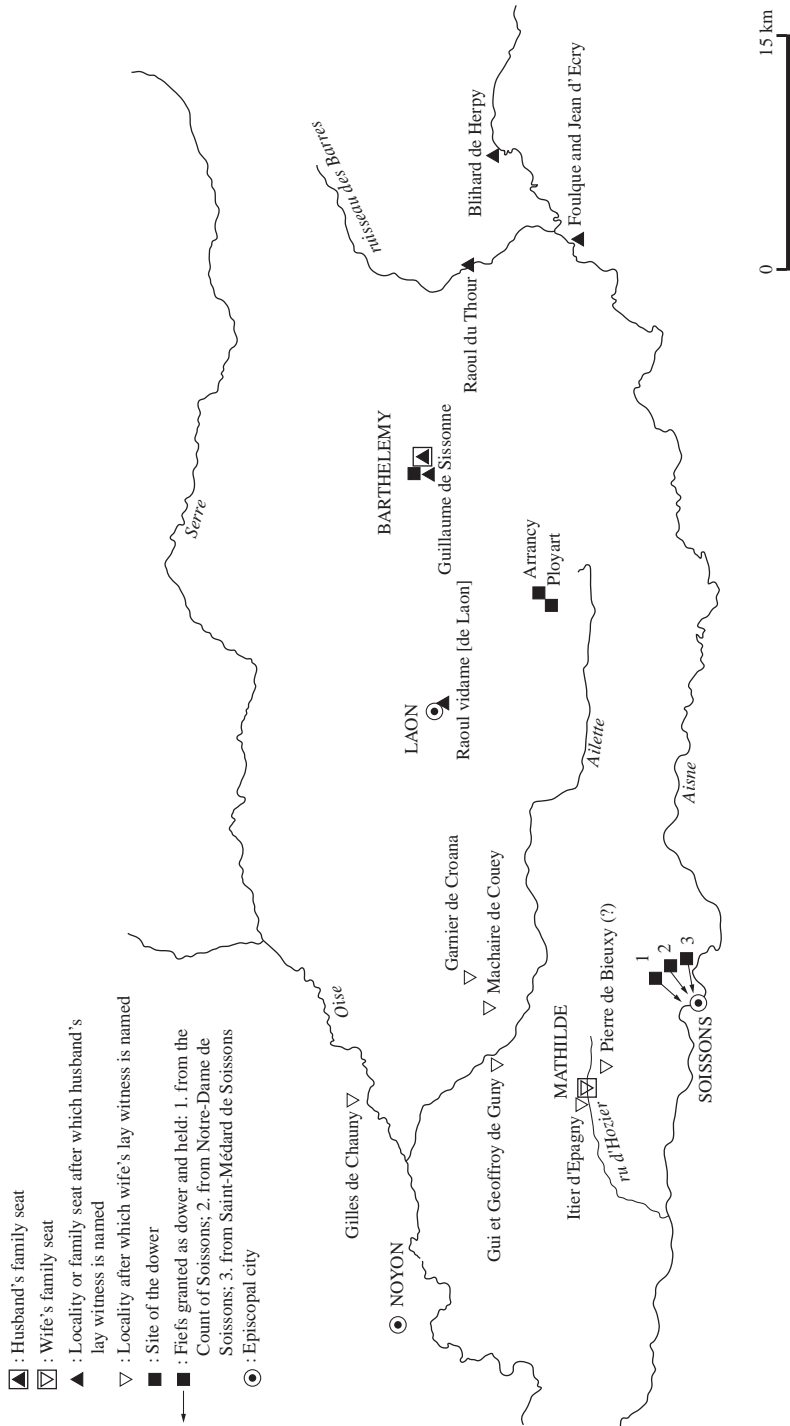 : Husband's family seat
: Wife's family seat
: Locality or family seat after which husband's
lay witness is named
: Locality after which wife's lay witness is named
: Site of the dower
: Fiefs granted as dower and held: 1. from the
Count of Soissons; 2. from Notre-Dame de
Soissons; 3. from Saint-Médard de Soissons
: Episcopal city
NOYON
Gilles de Chauny
Oise
Serre
Gui et Geoffroy de Guny
Machaire de Couey
Garnier de Croana
LAON
Raoul vidame [de Laon]
BARTHELEMY
Guillaume de Sissonne
ruisseau des Barres
Raoul du Thour
Blihard de Herpy
Foulque and Jean d'Ecry
Arrancy
Ployart
Ailette
Aisne
Itier d'Epagny
MATHILDE
ru d'Hozier
Pierre de Bieuxy (?)
1
2
3
SOISSONS
0
15 km